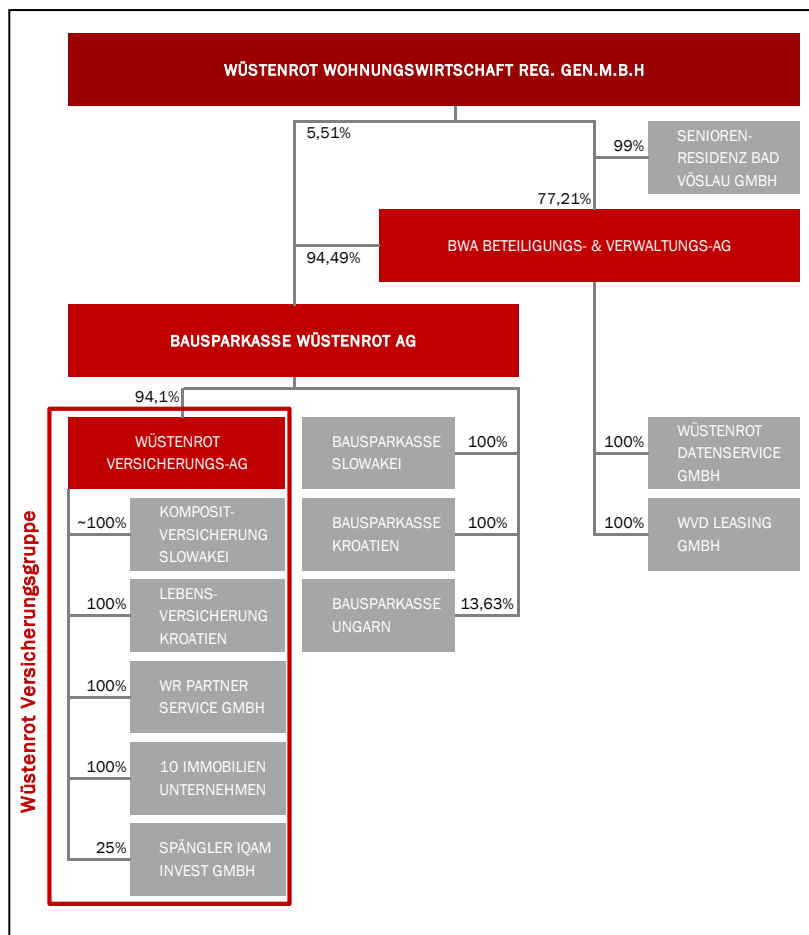 WÜSTENROT WOHNUNGSWIRTSCHAFT REG. GEN.M.B.H
5,51%
99%
SENIOREN-
RESIDENZ BAD
VÖSLAU GMBH
77,21%
94,49%
BWA BETEILIGUNGS- & VERWALTUNGS-AG
BAUSPARKASSE WÜSTENROT AG
94,1%
Wüstenrot Versicherungsgruppe
WÜSTENROT
VERSICHERUNGS-AG
~100%
KOMPOSIT-
VERSICHERUNG
SLOWAKEI
100%
LEBENS-
VERSICHERUNG
KROATIEN
100%
WR PARTNER
SERVICE GMBH
100%
10 IMMOBILIEN
UNTERNEHMEN
25%
SPÄNGLER IQAM
INVEST GMBH
BAUSPARKASSE
SLOWAKEI
100%
BAUSPARKASSE
KROATIEN
100%
BAUSPARKASSE
UNGARN
13,63%
100%
WÜSTENROT
DATENSERVICE
GMBH
100%
WVD LEASING
GMBH